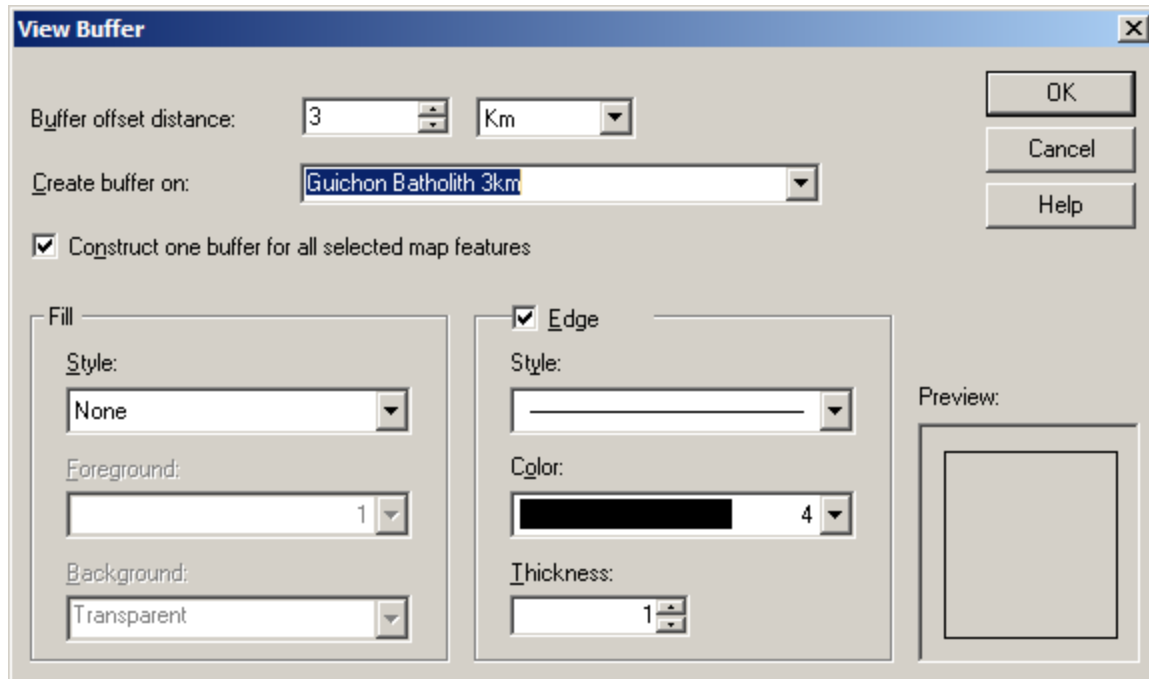 View Buffer
Buffer offset distance: 3 Km
OK
Cancel
Create buffer on: Guichon Batholith 3km
Help
Construct one buffer for all selected map features
Fill
Edge
Style:
Style:
None
Preview:
Foreground:
Color:
1
4
Background:
Thickness:
Transparent
1